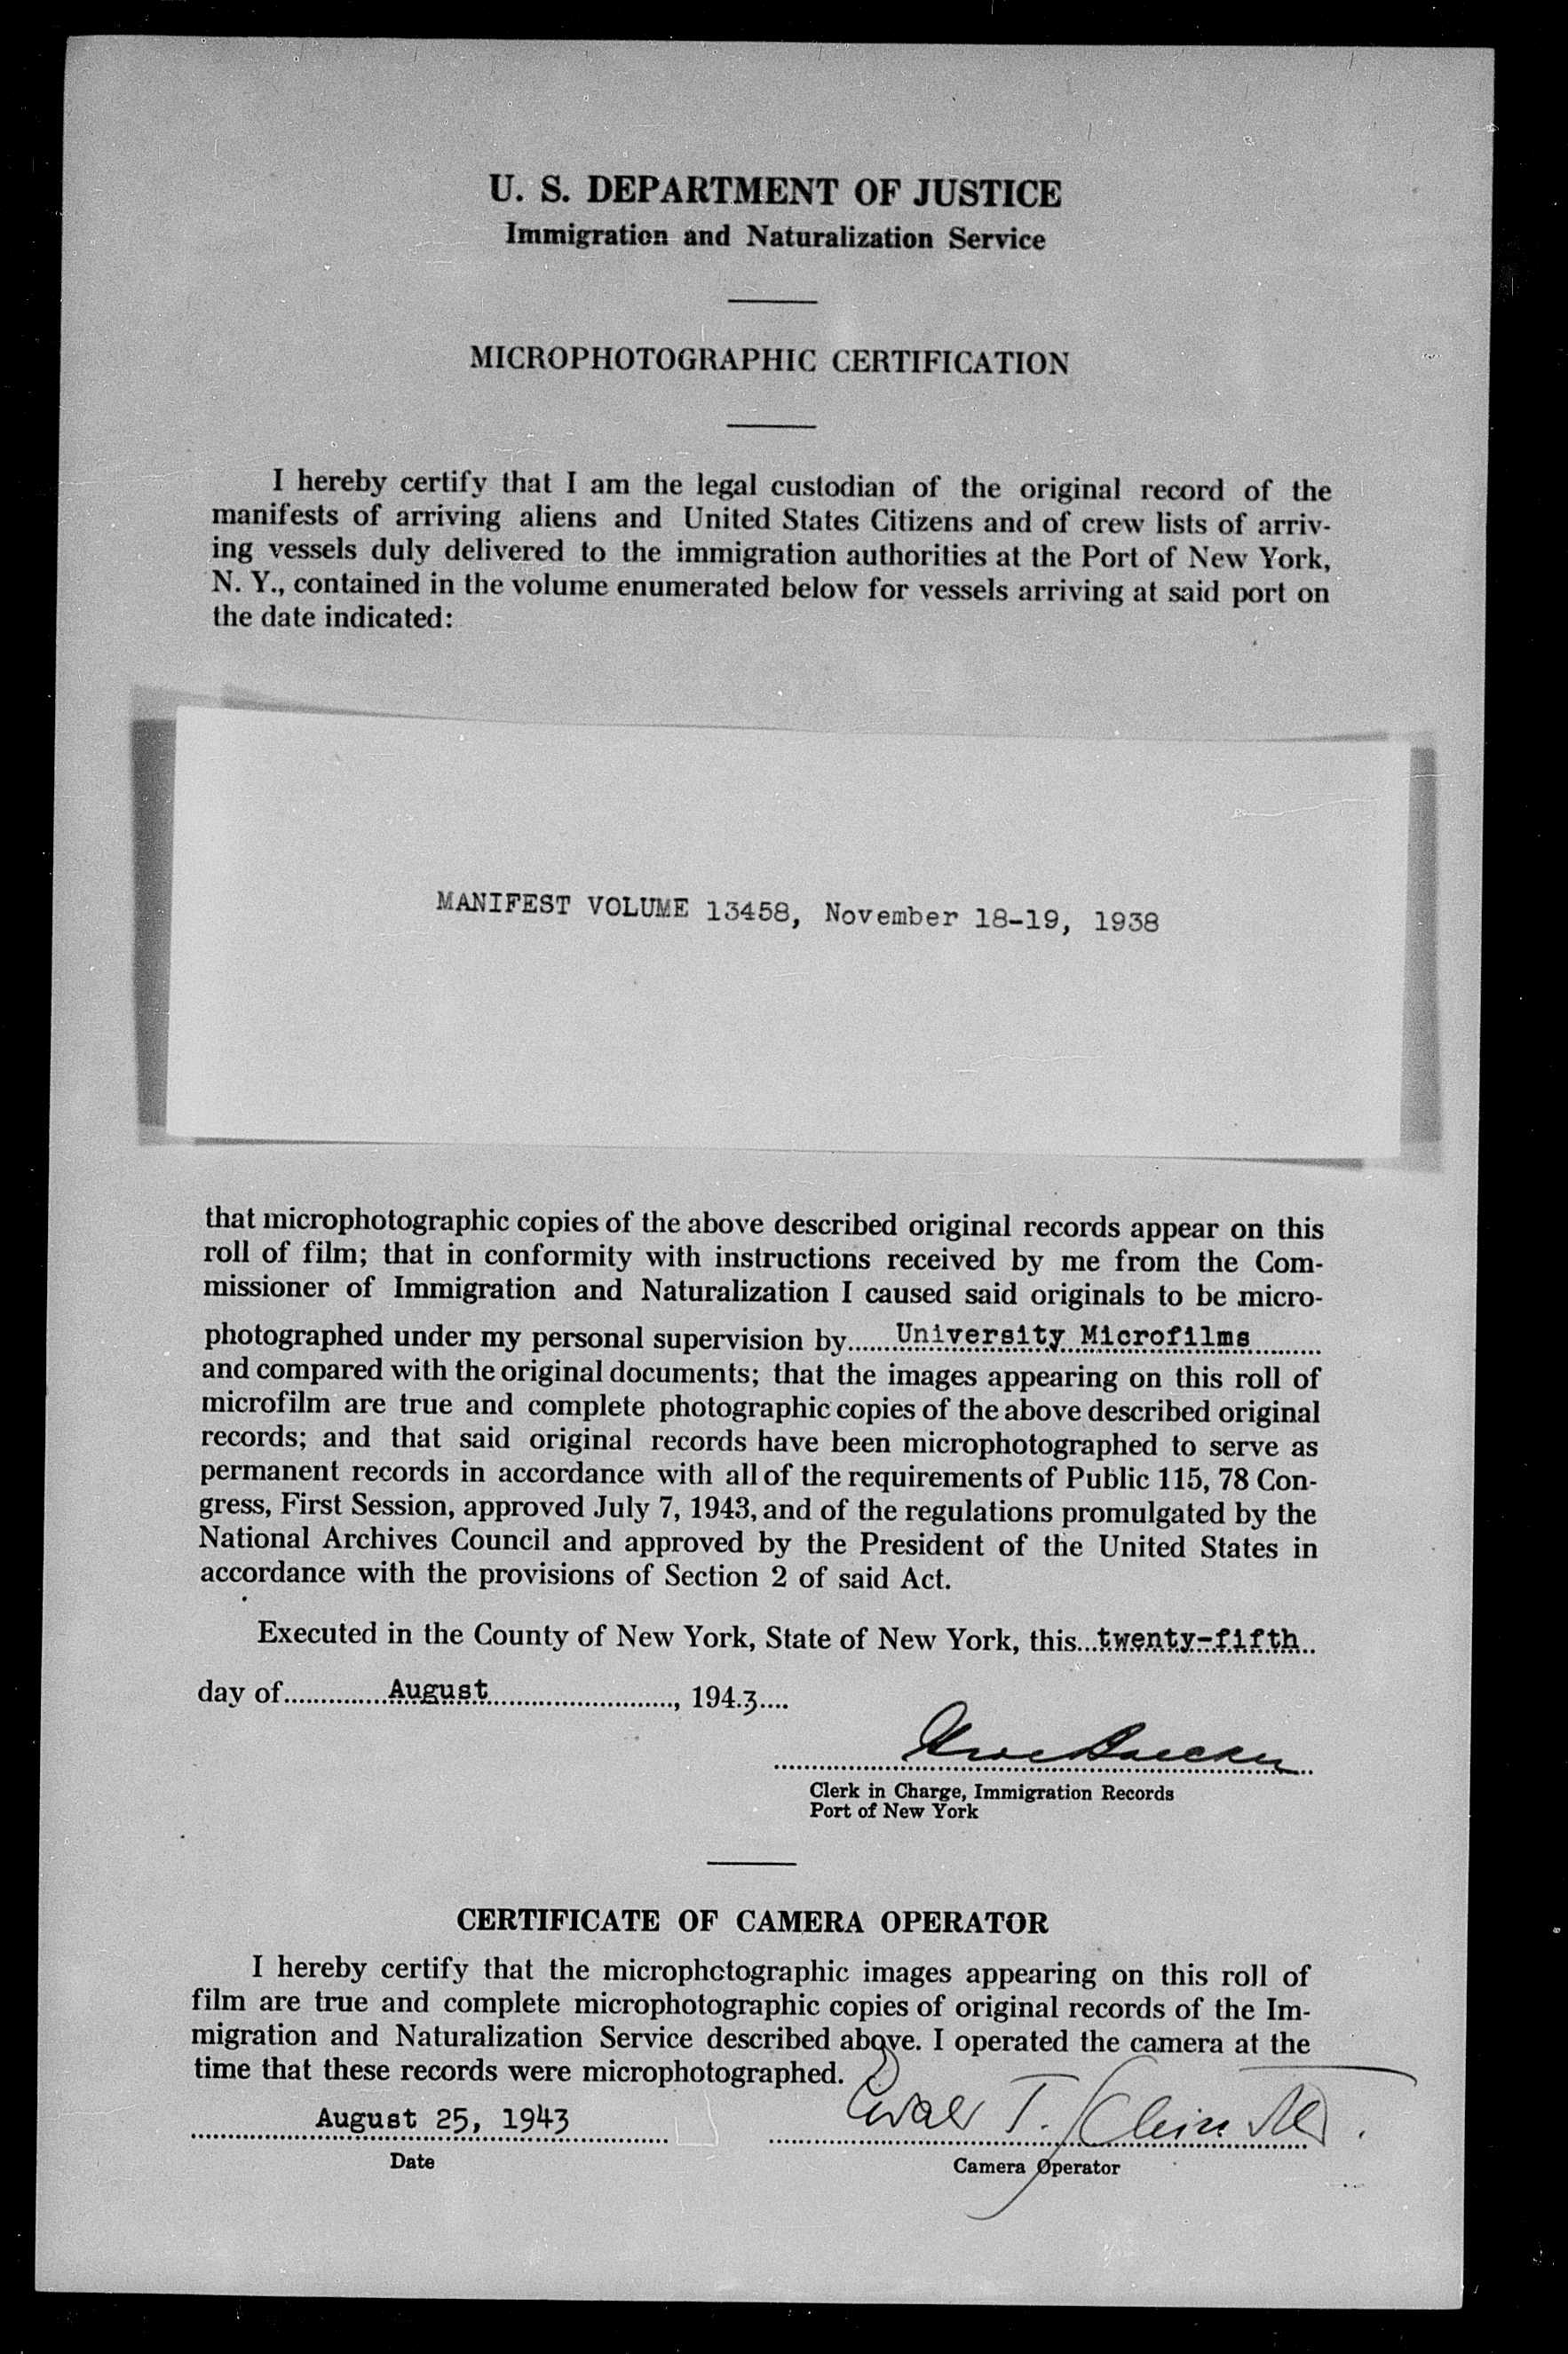 U. S. DEPARTMENT OF JUSTICE
Immigration and Naturalization Service
MICROPHOTOGRAPHIC CERTIFICATION
I hereby certify that I am the legal custodian of the original record of the
manifests of arriving aliens and United States Citizens and of crew lists of arriv-
ing vessels duly delivered to the immigration authorities at the Port of New York,
N. Y., contained in the volume enumerated below for vessels arriving at said port on
the date indicated:
MANIFEST VOLUME 13458, November 18-19, 1938
that microphotographic copies of the above described original records appear on this
roll of film; that in conformity with instructions received by me from the Com-
missioner of Immigration and Naturalization I caused said originals to be micro-
photographed under my personal supervision by......University Microfilms..........
and compared with the original documents; that the images appearing on this roll of
microfilm are true and complete photographic copies of the above described original
records; and that said original records have been microphotographed to serve as
permanent records in accordance with all of the requirements of Public 115, 78 Con-
gress, First Session, approved July 7, 1943, and of the regulations promulgated by the
National Archives Council and approved by the President of the United States in
accordance with the provisions of Section 2 of said Act.
Executed in the County of New York, State of New York, this...twenty-fifth..
day of..............August.........................., 194.3....
Clerk in Charge, Immigration Records
Port of New York
CERTIFICATE OF CAMERA OPERATOR
I hereby certify that the microphotographic images appearing on this roll of
film are true and complete microphotographic copies of original records of the Im-
migration and Naturalization Service described above. I operated the camera at the
time that these records were microphotographed.
August 25, 1943
T.
Date
Camera Operator